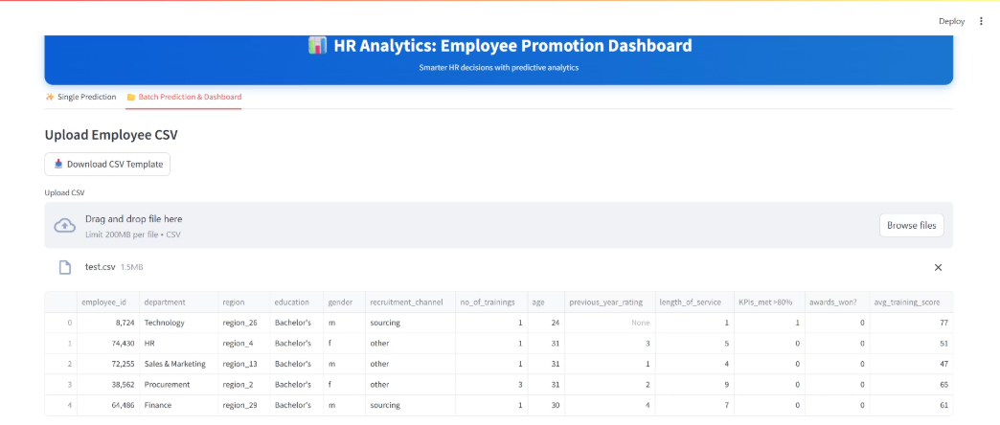 Deploy
HR Analytics: Employee Promotion Dashboard
Smarter HR decisions with predictive analytics
Single Prediction Batch Prediction & Dashboard
Upload Employee CSV
Download CSV Template
Upload CSV
Drag and drop file here
Limit 200MB per file • CSV
Browse files
test.csv 1.5MB
employee_id department region education gender recruitment_channel no_of_trainings age previous_year_rating length_of_service KPIs_met >80% awards_won? avg_training_score
0 8,724 Technology region_26 Bachelor's m sourcing 1 24 None 1 1 0 77
1 74,430 HR region_4 Bachelor's f other 1 31 3 5 0 0 51
2 72,255 Sales & Marketing region_13 Bachelor's m other 1 31 1 4 0 0 47
3 38,562 Procurement region_2 Bachelor's f other 3 31 2 9 0 0 65
4 64,486 Finance region_29 Bachelor's m sourcing 1 30 4 7 0 0 61